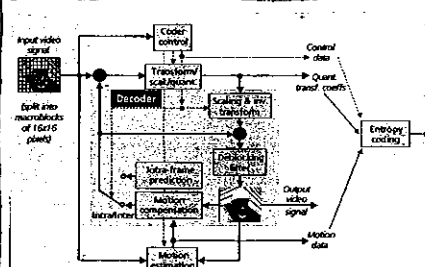 Input video
signal
(split into
macroblocks
of 16x16
pixels)
Coder
control
Transform/
scal./quant.
Decoder
Scaling & inv.
transform
Deblocking
filter
Intra-frame
prediction
Motion
compensation
Intra/Inter
Motion
estimation
Control
data
Quant.
transf. coeffs
Entropy
coding
Output
video
signal
Motion
data